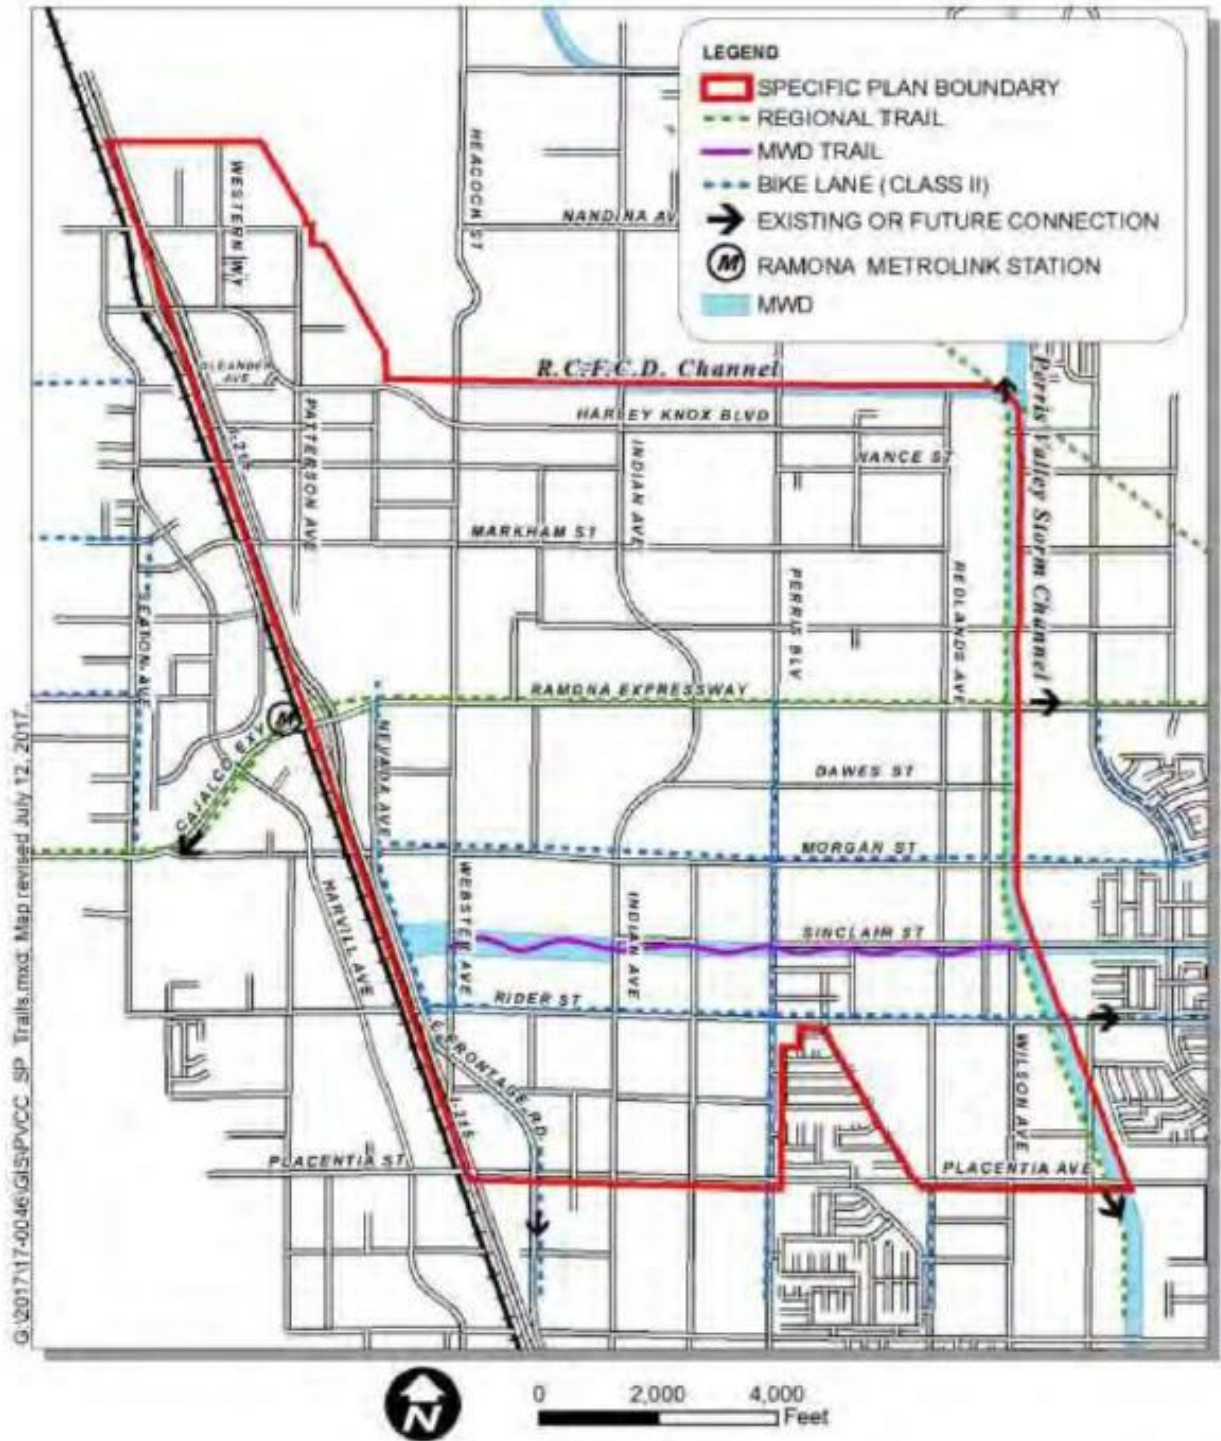 LEGEND
SPECIFIC PLAN BOUNDARY
REGIONAL TRAIL
MWD TRAIL
BIKE LANE (CLASS II)
EXISTING OR FUTURE CONNECTION
M RAMONA METROLINK STATION
MWD
HEACOCK ST
WESTERN WY
NANDINA AV
R.C.F.C.D. Channel
OLEANDER
AVE
HARLEY KNOX BLVD
Perris Valley Storm Channel
PATTERSON AVE
I-215
INDIAN AVE
NANCE ST
MARKHAM ST
PERRIS BLV
REDLANDS AVE
SEATON AVE
RAMONA EXPRESSWAY
M
CAJALCO EXY
NEVADA AVE
DAWES ST
MORGAN ST
HARVILL AVE
WEBSTER AVE
INDIAN AVE
SINCLAIR ST
RIDER ST
E. FRONTAGE RD
WILSON AVE
I-215
PLACENTIA ST
PLACENTIA AVE
G:\2017\17-0046\GIS\PVCC_SP_Trails.mxd; Map revised July 12, 2017.
N
0 2,000 4,000
Feet